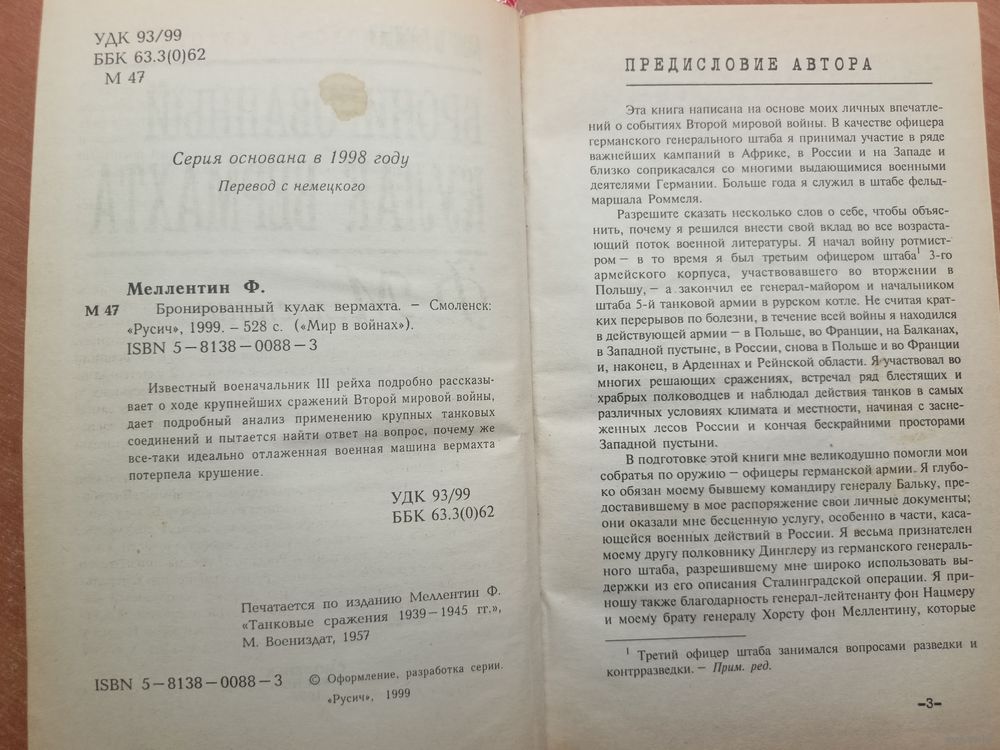 УДК 93/99
ББК 63.3(0)62
М 47
Серия основана в 1998 году
Перевод с немецкого
Меллентин Ф.
М 47 Бронированный кулак вермахта. – Смоленск:
«Русич», 1999. – 528 с. («Мир в войнах»).
ISBN 5–8138–0088–3
Известный военачальник III рейха подробно рассказы-
вает о ходе крупнейших сражений Второй мировой войны,
дает подробный анализ применению крупных танковых
соединений и пытается найти ответ на вопрос, почему же
все-таки идеально отлаженная военная машина вермахта
потерпела крушение.
УДК 93/99
ББК 63.3(0)62
Печатается по изданию Меллентин Ф.
«Танковые сражения 1939–1945 гг.»,
М. Воениздат, 1957
ISBN 5–8138–0088–3
© Оформление, разработка серии.
«Русич», 1999
ПРЕДИСЛОВИЕ АВТОРА
Эта книга написана на основе моих личных впечатле-
ний о событиях Второй мировой войны. В качестве офицера
германского генерального штаба я принимал участие в ряде
важнейших кампаний в Африке, в России и на Западе и
близко соприкасался со многими выдающимися военными
деятелями Германии. Больше года я служил в штабе фельд-
маршала Роммеля.
Разрешите сказать несколько слов о себе, чтобы объяс-
нить, почему я решился внести свой вклад во все возраста-
ющий поток военной литературы. Я начал войну ротмист-
ром – в то время я был третьим офицером штаба¹ 3-го
армейского корпуса, участвовавшего во вторжении в
Польшу, – а закончил ее генерал-майором и начальником
штаба 5-й танковой армии в рурском котле. Не считая крат-
ких перерывов по болезни, в течение всей войны я находился
в действующей армии – в Польше, во Франции, на Балканах,
в Западной пустыне, в России, снова в Польше и во Франции
и, наконец, в Арденнах и Рейнской области. Я участвовал во
многих решающих сражениях, встречал ряд блестящих и
храбрых полководцев и наблюдал действия танков в самых
различных условиях климата и местности, начиная с засне-
женных лесов России и кончая бескрайними просторами
Западной пустыни.
В подготовке этой книги мне великодушно помогли мои
собратья по оружию – офицеры германской армии. Я глубо-
ко обязан моему бывшему командиру генералу Бальку, пре-
доставившему в мое распоряжение свои личные документы;
они оказали мне бесценную услугу, особенно в части, каса-
ющейся военных действий в России. Я весьма признателен
моему другу полковнику Динглеру из германского генераль-
ного штаба, разрешившему мне широко использовать вы-
держки из его описания Сталинградской операции. Я при-
ношу также благодарность генерал-лейтенанту фон Нацмеру
и моему брату генералу Хорсту фон Меллентину, которые
¹ Третий офицер штаба занимался вопросами разведки и
контрразведки. – Прим. ред.
–3–